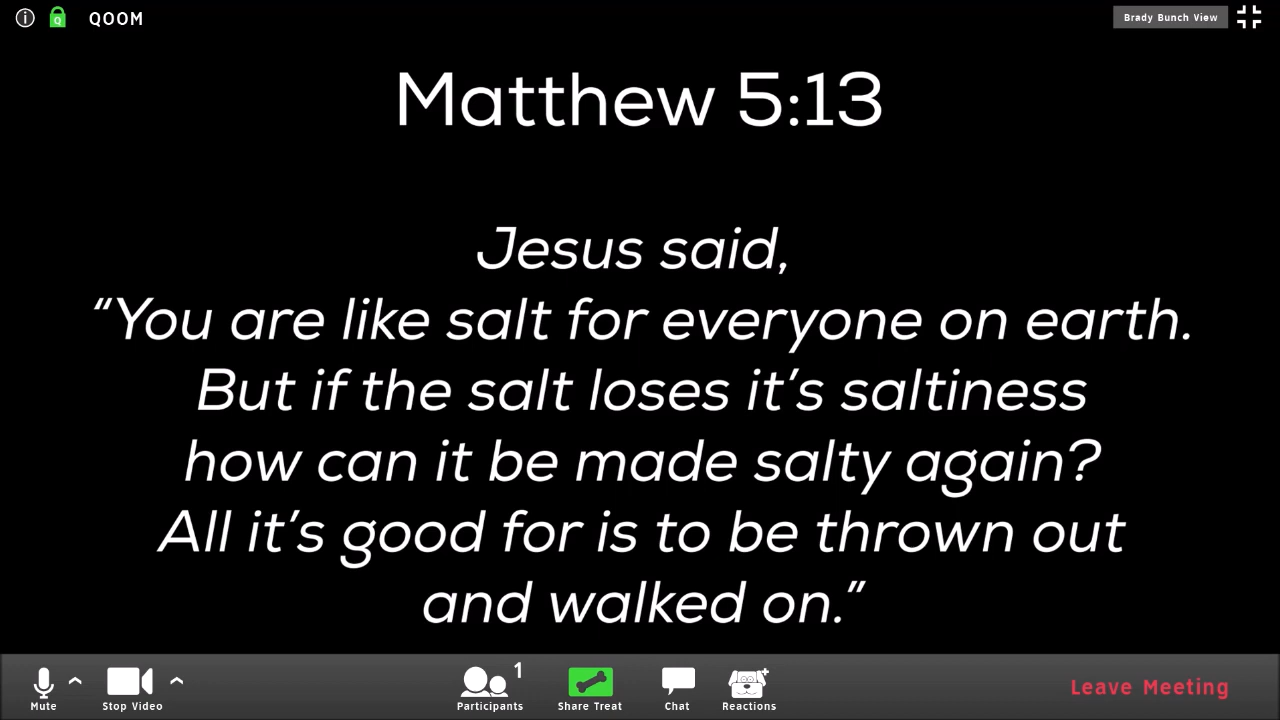 QOOM
Brady Bunch View
Matthew 5:13
Jesus said,
“You are like salt for everyone on earth.
But if the salt loses it’s saltiness
how can it be made salty again?
All it’s good for is to be thrown out
and walked on.”
Mute
Stop Video
Participants 1
Share Treat
Chat
Reactions
Leave Meeting